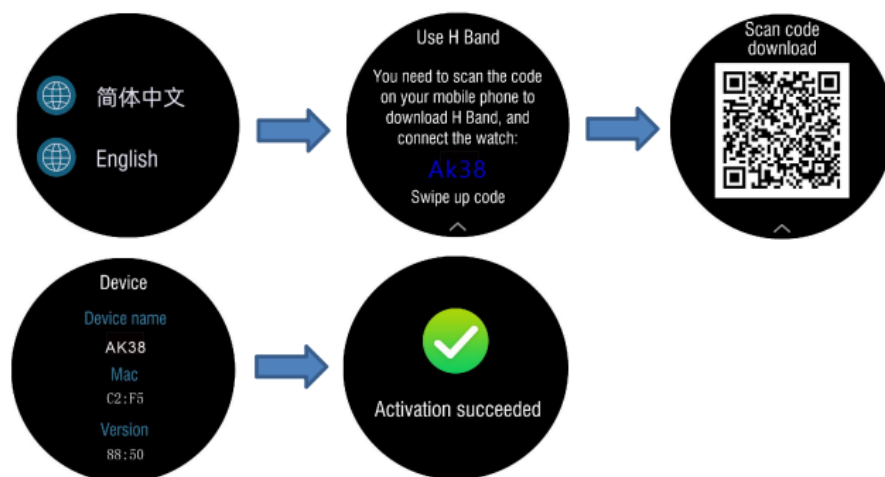 简体中文
English
Use H Band
You need to scan the code
on your mobile phone to
download H Band, and
connect the watch:
Ak38
Swipe up code
Scan code
download
Device
Device name
AK38
Mac
C2:F5
Version
88:50
Activation succeeded